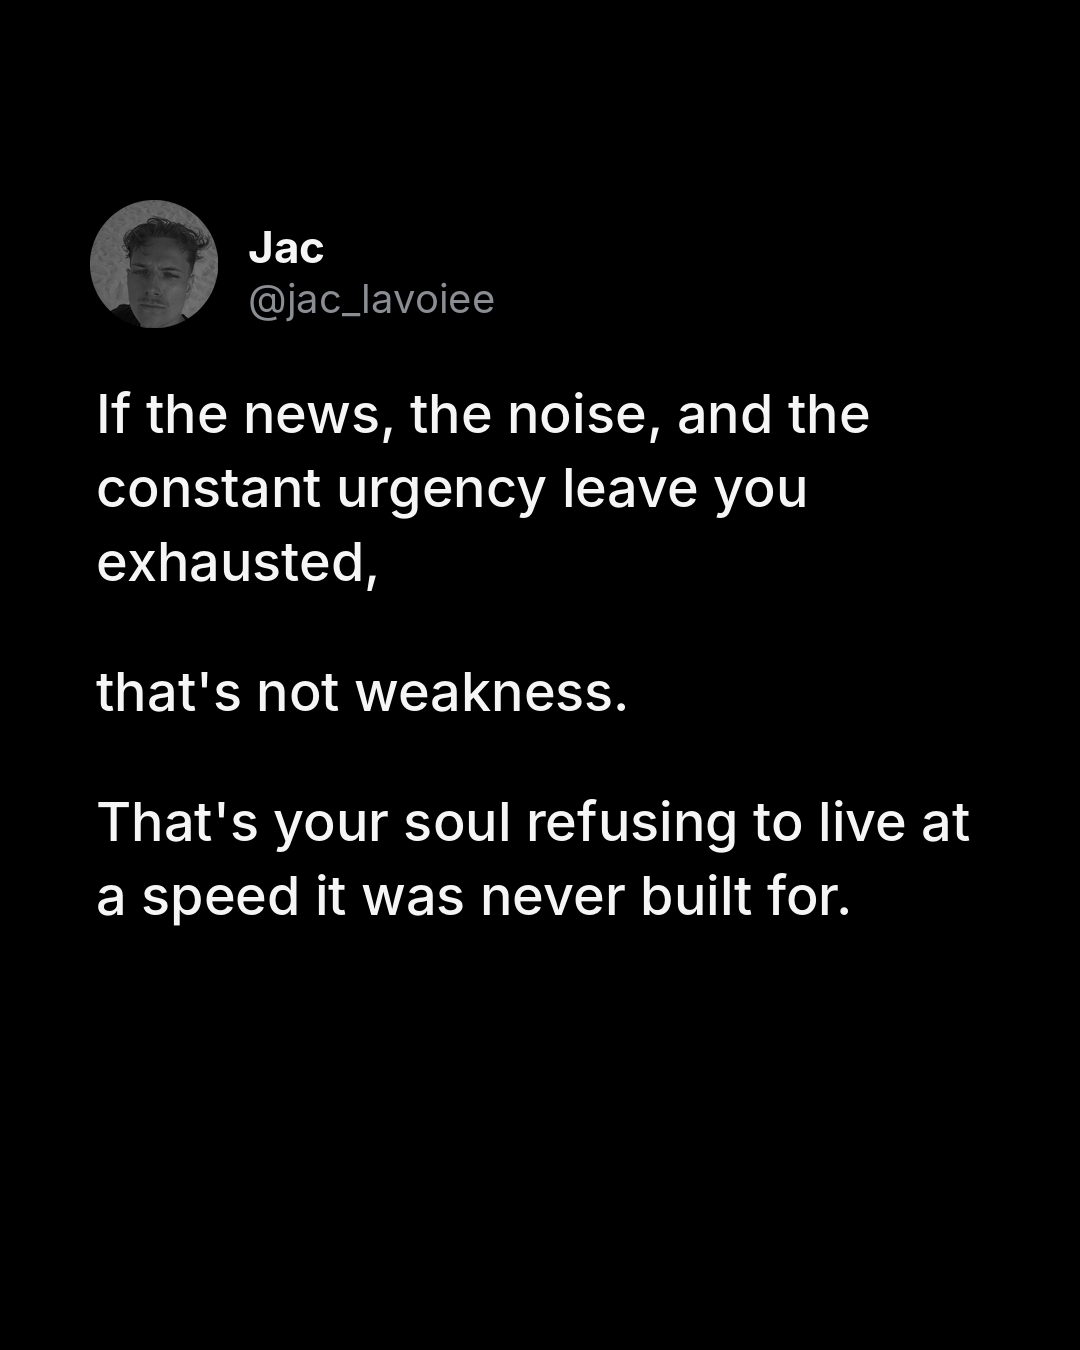 Jac
@jac_lavoiee
If the news, the noise, and the
constant urgency leave you
exhausted,
that's not weakness.
That's your soul refusing to live at
a speed it was never built for.